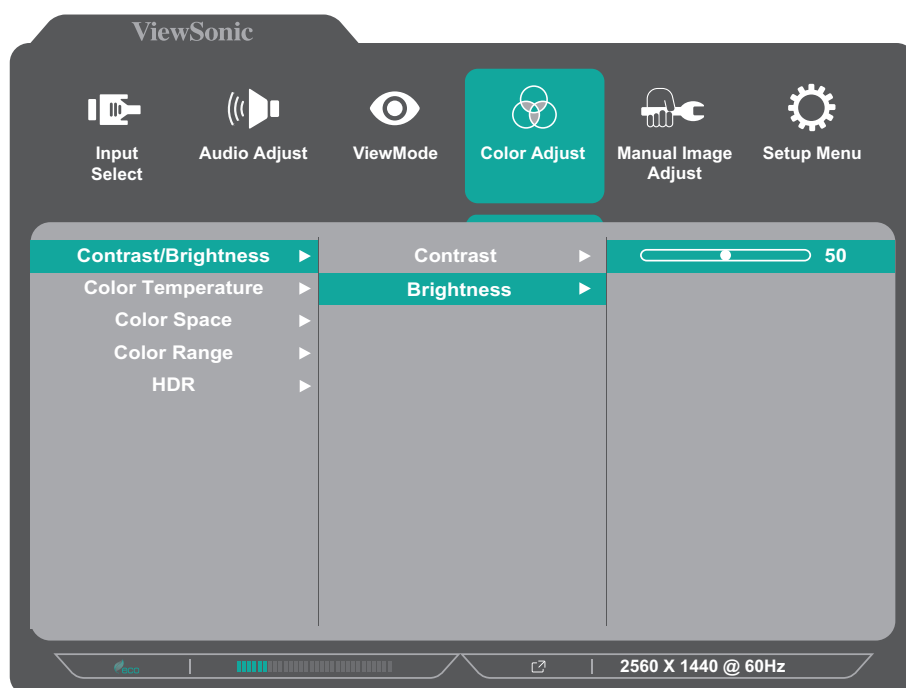 ViewSonic
Input
Select
Audio Adjust
ViewMode
Color Adjust
Manual Image
Adjust
Setup Menu
Contrast/Brightness
Contrast
50
Color Temperature
Brightness
Color Space
Color Range
HDR
eco
2560 X 1440 @ 60Hz